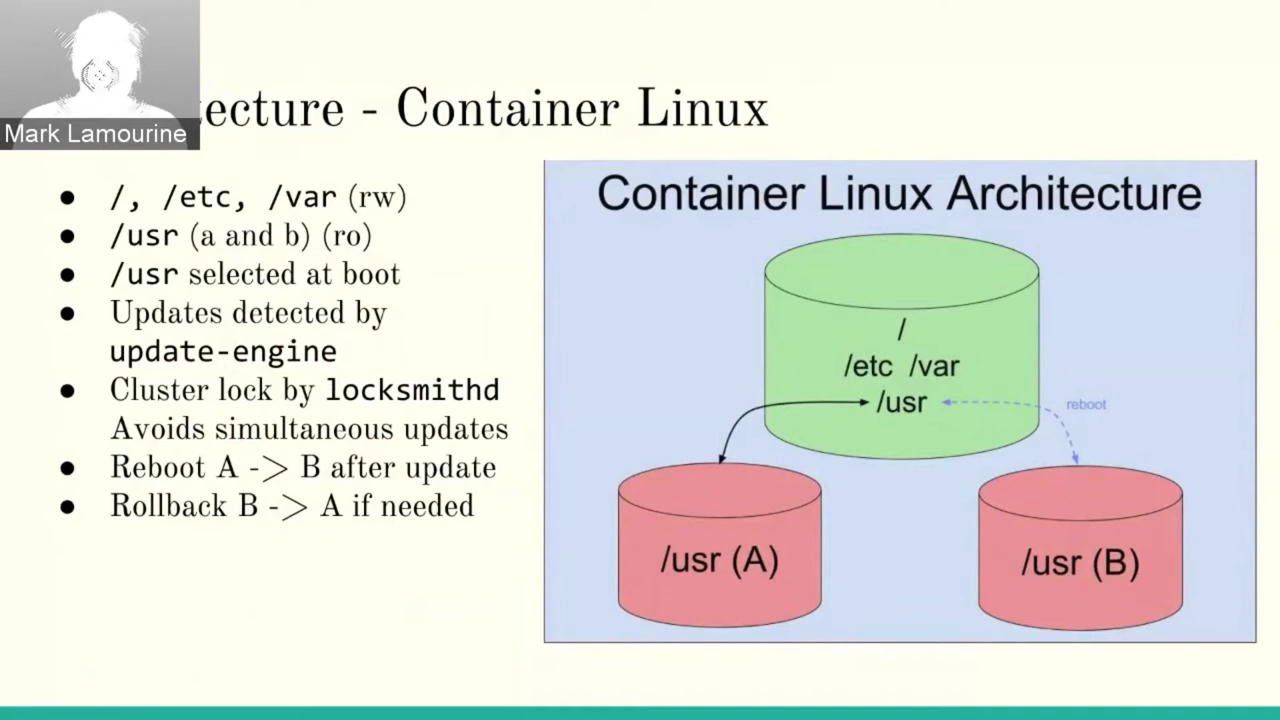 Mark Lamourine
tecture - Container Linux
● /, /etc, /var (rw)
● /usr (a and b) (ro)
● /usr selected at boot
● Updates detected by
update-engine
● Cluster lock by locksmithd
Avoids simultaneous updates
● Reboot A -> B after update
● Rollback B -> A if needed
Container Linux Architecture
/
/etc /var
/usr
reboot
/usr (A)
/usr (B)